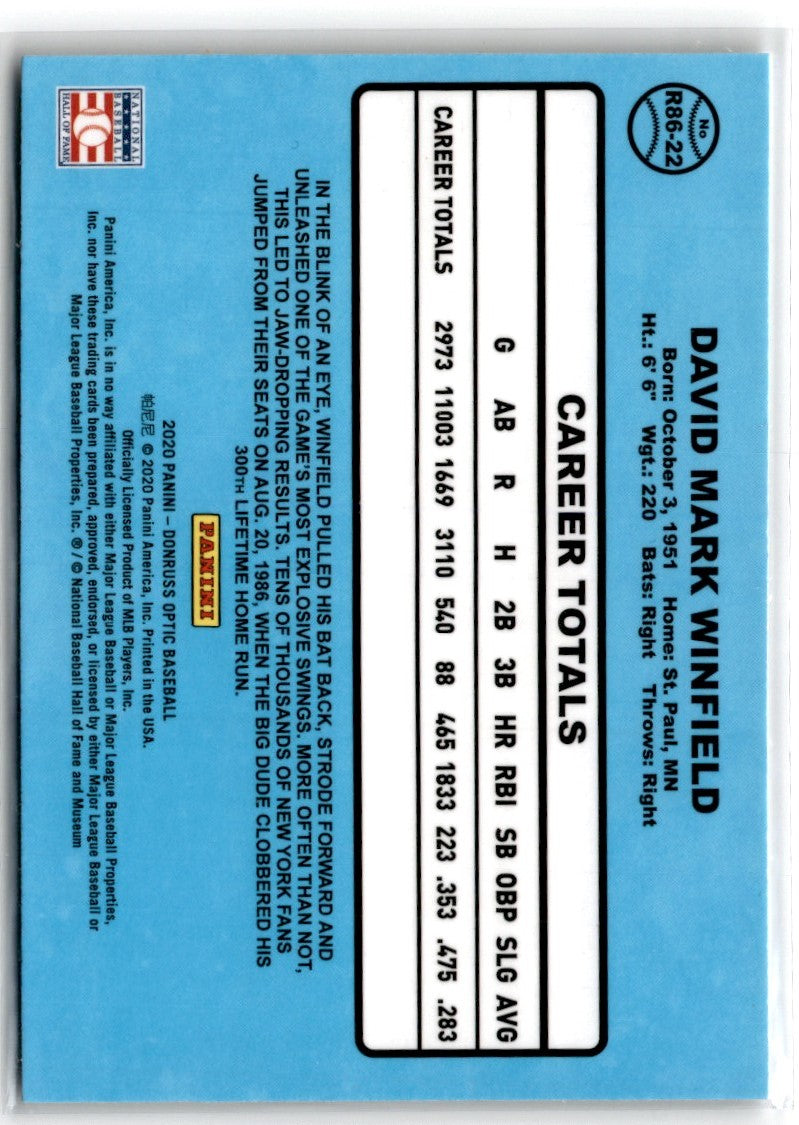 No
R86-22
DAVID MARK WINFIELD
Born: October 3, 1951 Home: St. Paul, MN
Ht.: 6' 6" Wgt.: 220 Bats: Right Throws: Right
CAREER TOTALS
G AB R H 2B 3B HR RBI SB OBP SLG AVG
CAREER TOTALS 2973 11003 1669 3110 540 88 465 1833 223 .353 .475 .283
IN THE BLINK OF AN EYE, WINFIELD PULLED HIS BAT BACK, STRODE FORWARD AND
UNLEASHED ONE OF THE GAME'S MOST EXPLOSIVE SWINGS. MORE OFTEN THAN NOT,
THIS LED TO JAW-DROPPING RESULTS. TENS OF THOUSANDS OF NEW YORK FANS
JUMPED FROM THEIR SEATS ON AUG. 20, 1986, WHEN THE BIG DUDE CLOBBERED HIS
300TH LIFETIME HOME RUN.
PANINI
2020 PANINI – DONRUSS OPTIC BASEBALL
帕尼尼 © 2020 Panini America, Inc. Printed in the USA.
Officially Licensed Product of MLB Players, Inc.
Panini America, Inc. is in no way affiliated with either Major League Baseball or Major League Baseball Properties,
Inc. nor have these trading cards been prepared, approved, endorsed, or licensed by either Major League Baseball or
Major League Baseball Properties, Inc. ® / © National Baseball Hall of Fame and Museum
NATIONAL
BASEBALL
HALL OF FAME